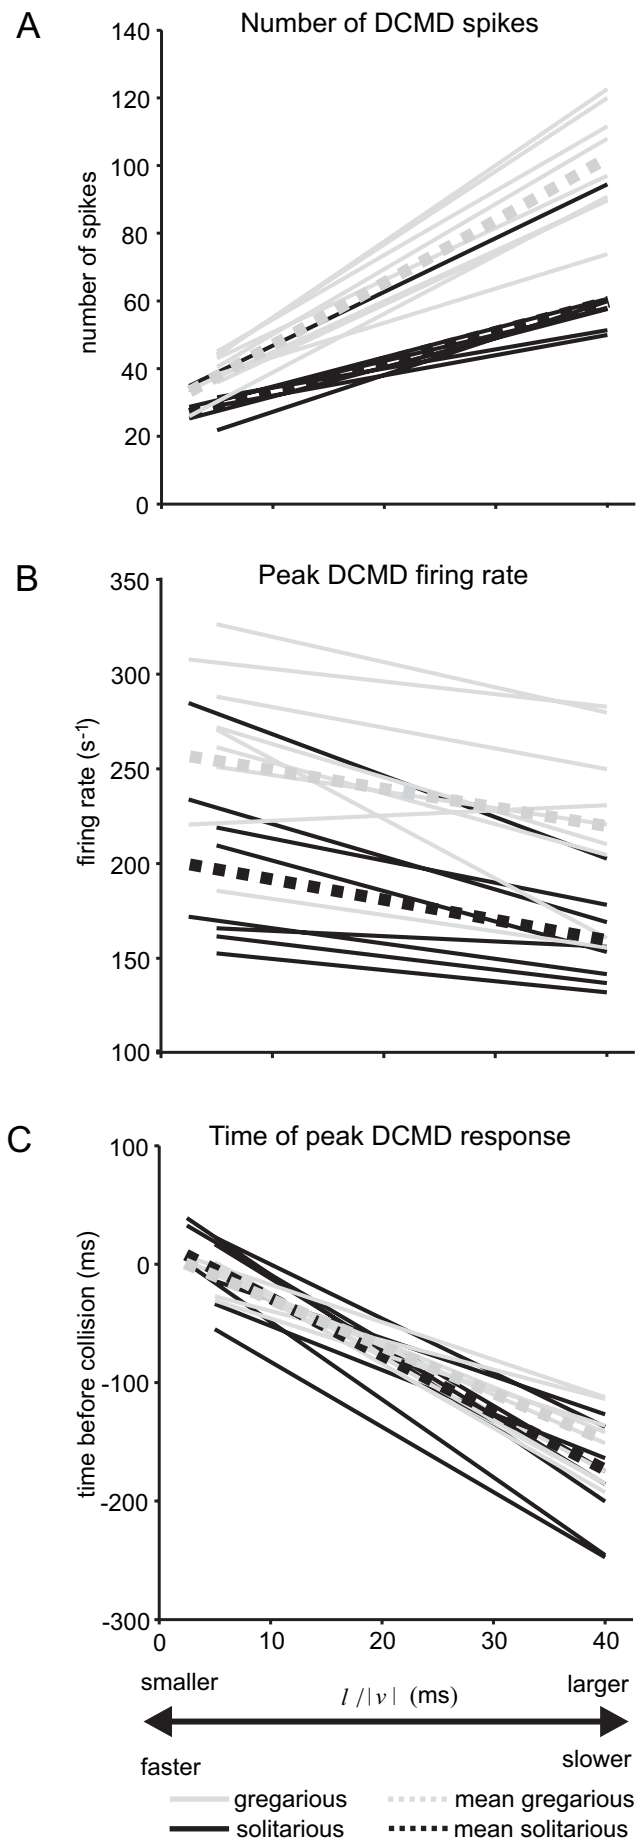 A Number of DCMD spikes
140
120
100
80
60
40
20
0
number of spikes
B Peak DCMD firing rate
350
300
250
200
150
100
firing rate (s-1)
C Time of peak DCMD response
100
0
-100
-200
-300
time before collision (ms)
0 10 20 30 40
smaller l /|v| (ms) larger
faster slower
gregarious mean gregarious
solitarious mean solitarious